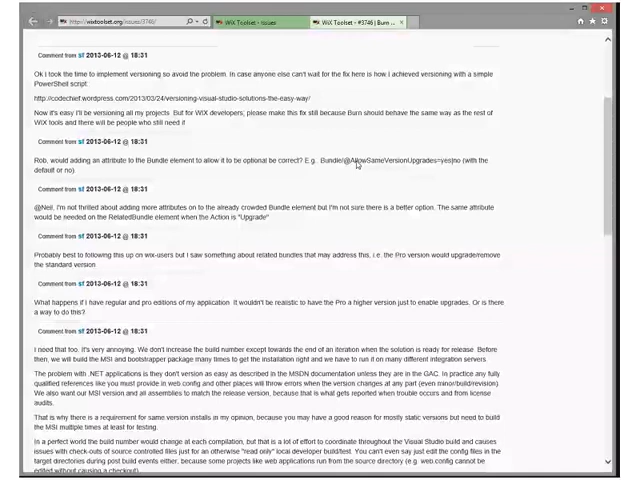 http://wixtoolset.org/issues/3746/
WiX Toolset - Issues
WiX Toolset - #3746 | Burn ...
Comment from sf 2013-06-12 @ 18:31
Ok I took the time to implement versioning so avoid the problem. In case anyone else can't wait for the fix here is how I achieved versioning with a simple
PowerShell script:
http://codechief.wordpress.com/2013/03/24/versioning-visual-studio-solutions-the-easy-way/
Now it's easy I'll be versioning all my projects. But for WIX developers, please make this fix still because Burn should behave the same way as the rest of
WIX tools and there will be people who still need it
Comment from sf 2013-06-12 @ 18:31
Rob, would adding an attribute to the Bundle element to allow it to be optional be correct? E.g.. Bundle/@AllowSameVersionUpgrades=yes|no (with the
default or no)
Comment from sf 2013-06-12 @ 18:31
@Neil, I'm not thrilled about adding more attributes on to the already crowded Bundle element but I'm not sure there is a better option. The same attribute
would be needed on the RelatedBundle element when the Action is "Upgrade"
Comment from sf 2013-06-12 @ 18:31
Probably best to following this up on wix-users but I saw something about related bundles that may address this, i.e. the Pro version would upgrade/remove
the standard version
Comment from sf 2013-06-12 @ 18:31
What happens if I have regular and pro editions of my application. It wouldn't be realistic to have the Pro a higher version just to enable upgrades. Or is there
a way to do this?
Comment from sf 2013-06-12 @ 18:31
I need that too. It's very annoying. We don't increase the build number except towards the end of an iteration when the solution is ready for release. Before
then, we will build the MSI and bootstrapper package many times to get the installation right and we have to run it on many different integration servers.
The problem with .NET applications is they don't version as easy as described in the MSDN documentation unless they are in the GAC. In practice any fully
qualified references like you must provide in web config and other places will throw errors when the version changes at any part (even minor/build/revision)
We also want our MSI version and all assemblies to match the release version, because that is what gets reported when trouble occurs and from license
audits.
That is why there is a requirement for same version installs in my opinion, because you may have a good reason for mostly static versions but need to build
the MSI multiple times at least for testing.
In a perfect world the build number would change at each compilation, but that is a lot of effort to coordinate throughout the Visual Studio build and causes
issues with check-outs of source controlled files just for an otherwise "read only" local developer build/test. You can't even say just edit the config files in the
target directories during post build events either, because some projects like web applications run from the source directory (e.g. web.config cannot be
edited without causing a checkout)